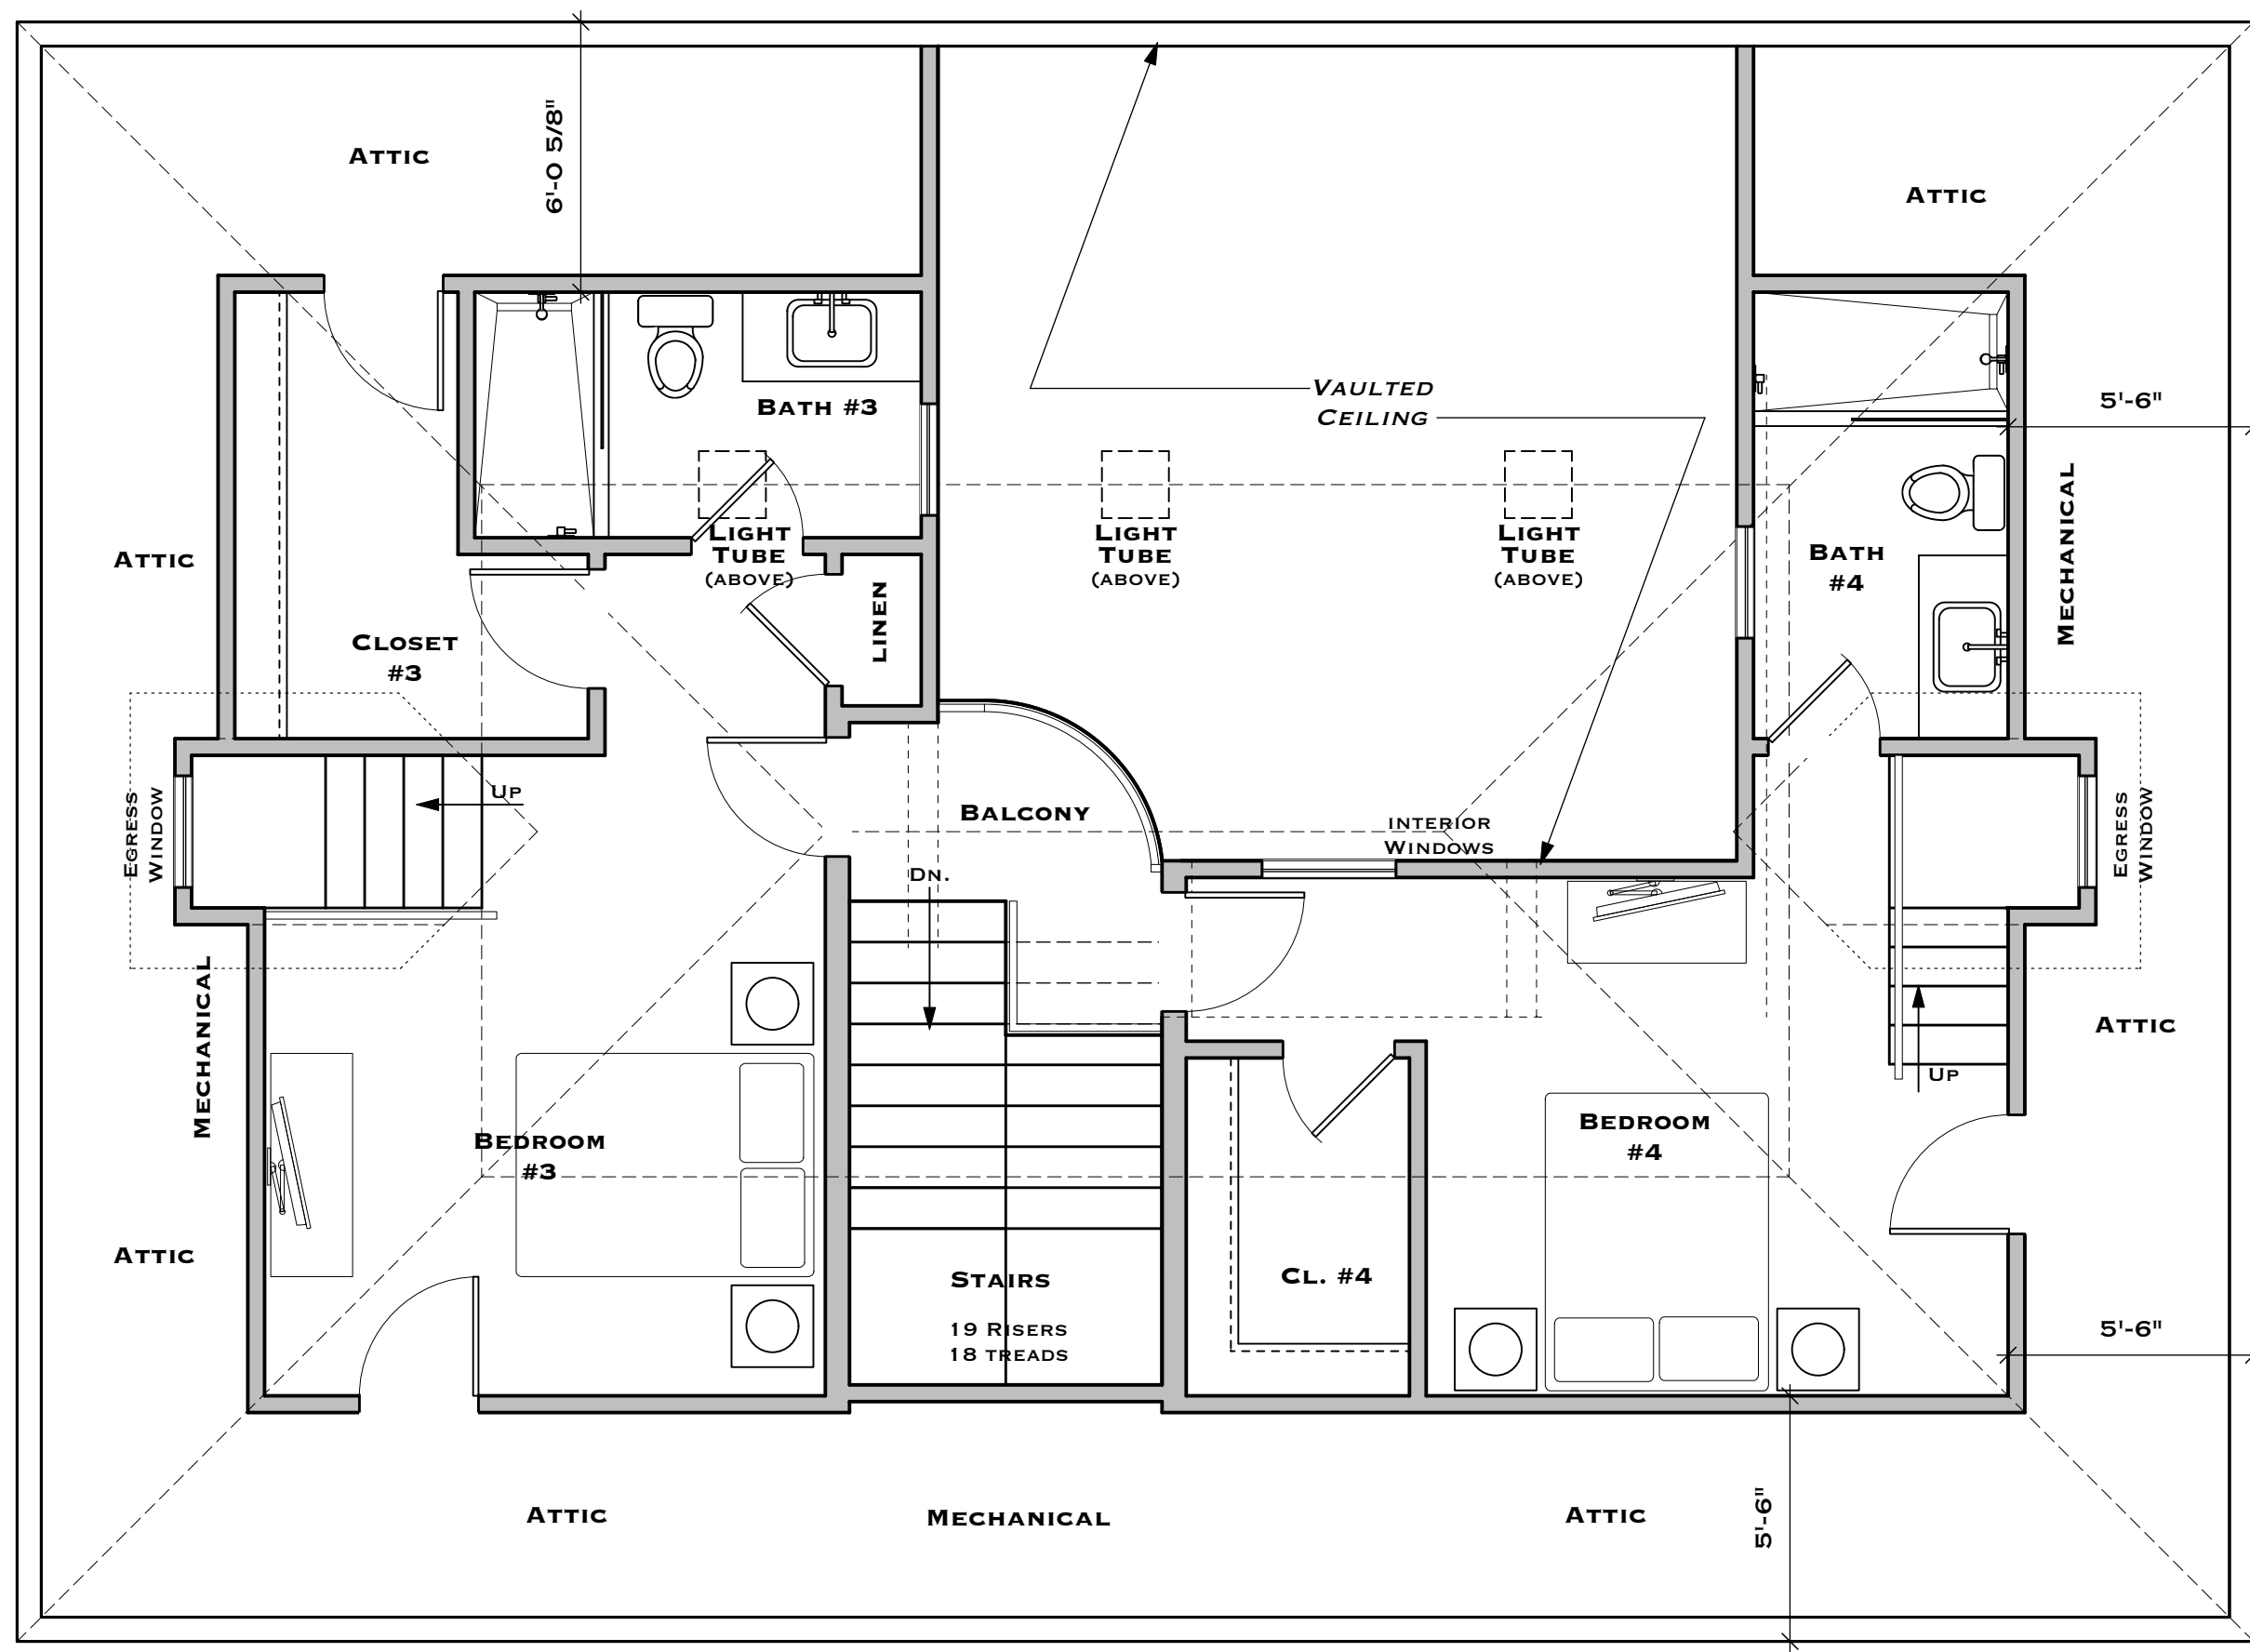 ATTIC
6'-0 5/8"
ATTIC
VAULTED
CEILING
5'-6"
BATH #3
MECHANICAL
LIGHT
TUBE
(ABOVE)
LIGHT
TUBE
(ABOVE)
LIGHT
TUBE
(ABOVE)
BATH
#4
ATTIC
LINEN
CLOSET
#3
UP
EGRESS
WINDOW
BALCONY
INTERIOR
WINDOWS
EGRESS
WINDOW
DN.
MECHANICAL
ATTIC
UP
BEDROOM
#3
BEDROOM
#4
ATTIC
STAIRS
19 RISERS
18 TREADS
CL. #4
5'-6"
ATTIC
MECHANICAL
ATTIC
5'-6"